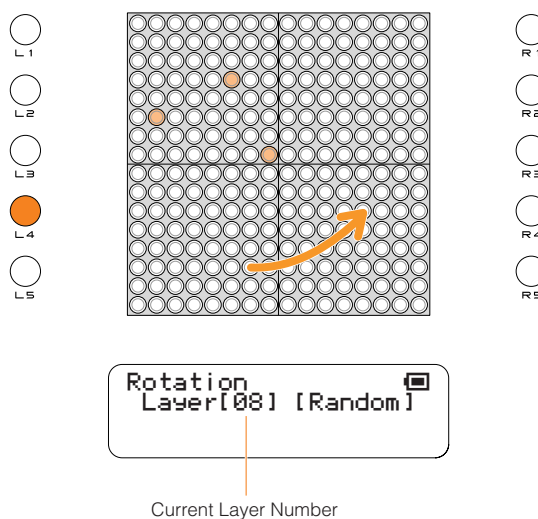 L1
R1
L2
R2
L3
R3
L4
R4
L5
R5
Rotation
Layer[08] [Random]
Current Layer Number